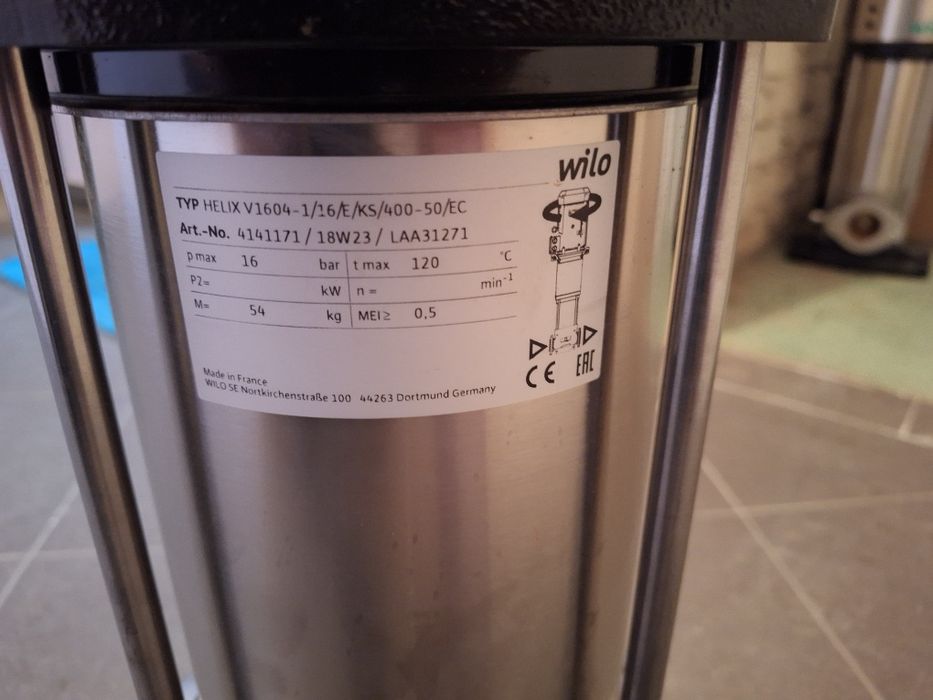 wilo
TYP HELIX V1604-1/16/E/KS/400-50/EC
Art.-No. 4141171 / 18W23 / LAA31271
p max 16 bar t max 120 °C
P2= kW n = min-1
M= 54 kg MEI≥ 0,5
CE EAC
Made in France
WILO SE Nortkirchenstraße 100 44263 Dortmund Germany